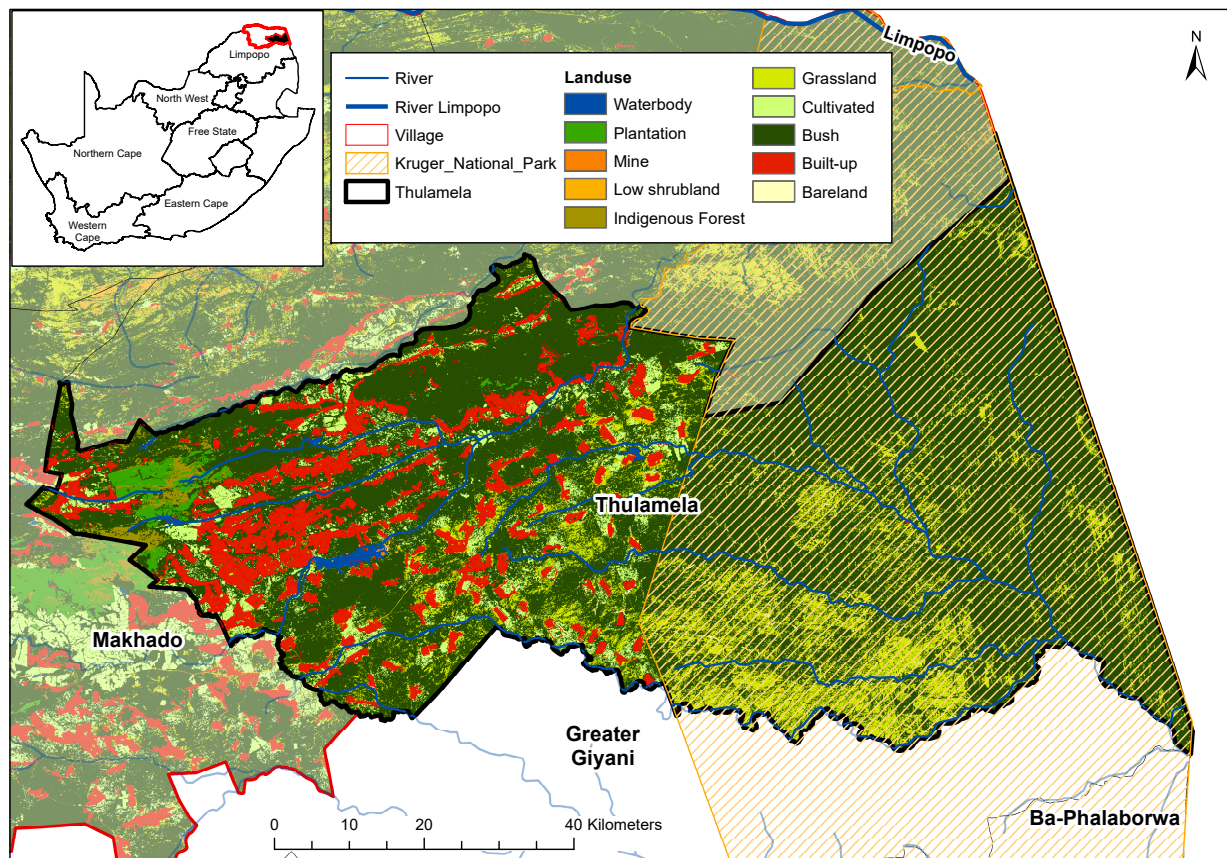 Limpopo
North West
Free State
Northern Cape
Eastern Cape
Western
Cape
River
River Limpopo
Village
Kruger_National_Park
Thulamela
Landuse
Waterbody
Plantation
Mine
Low shrubland
Indigenous Forest
Grassland
Cultivated
Bush
Built-up
Bareland
Limpopo
N
Thulamela
Makhado
Greater
Giyani
Ba-Phalaborwa
0 10 20 40 Kilometers